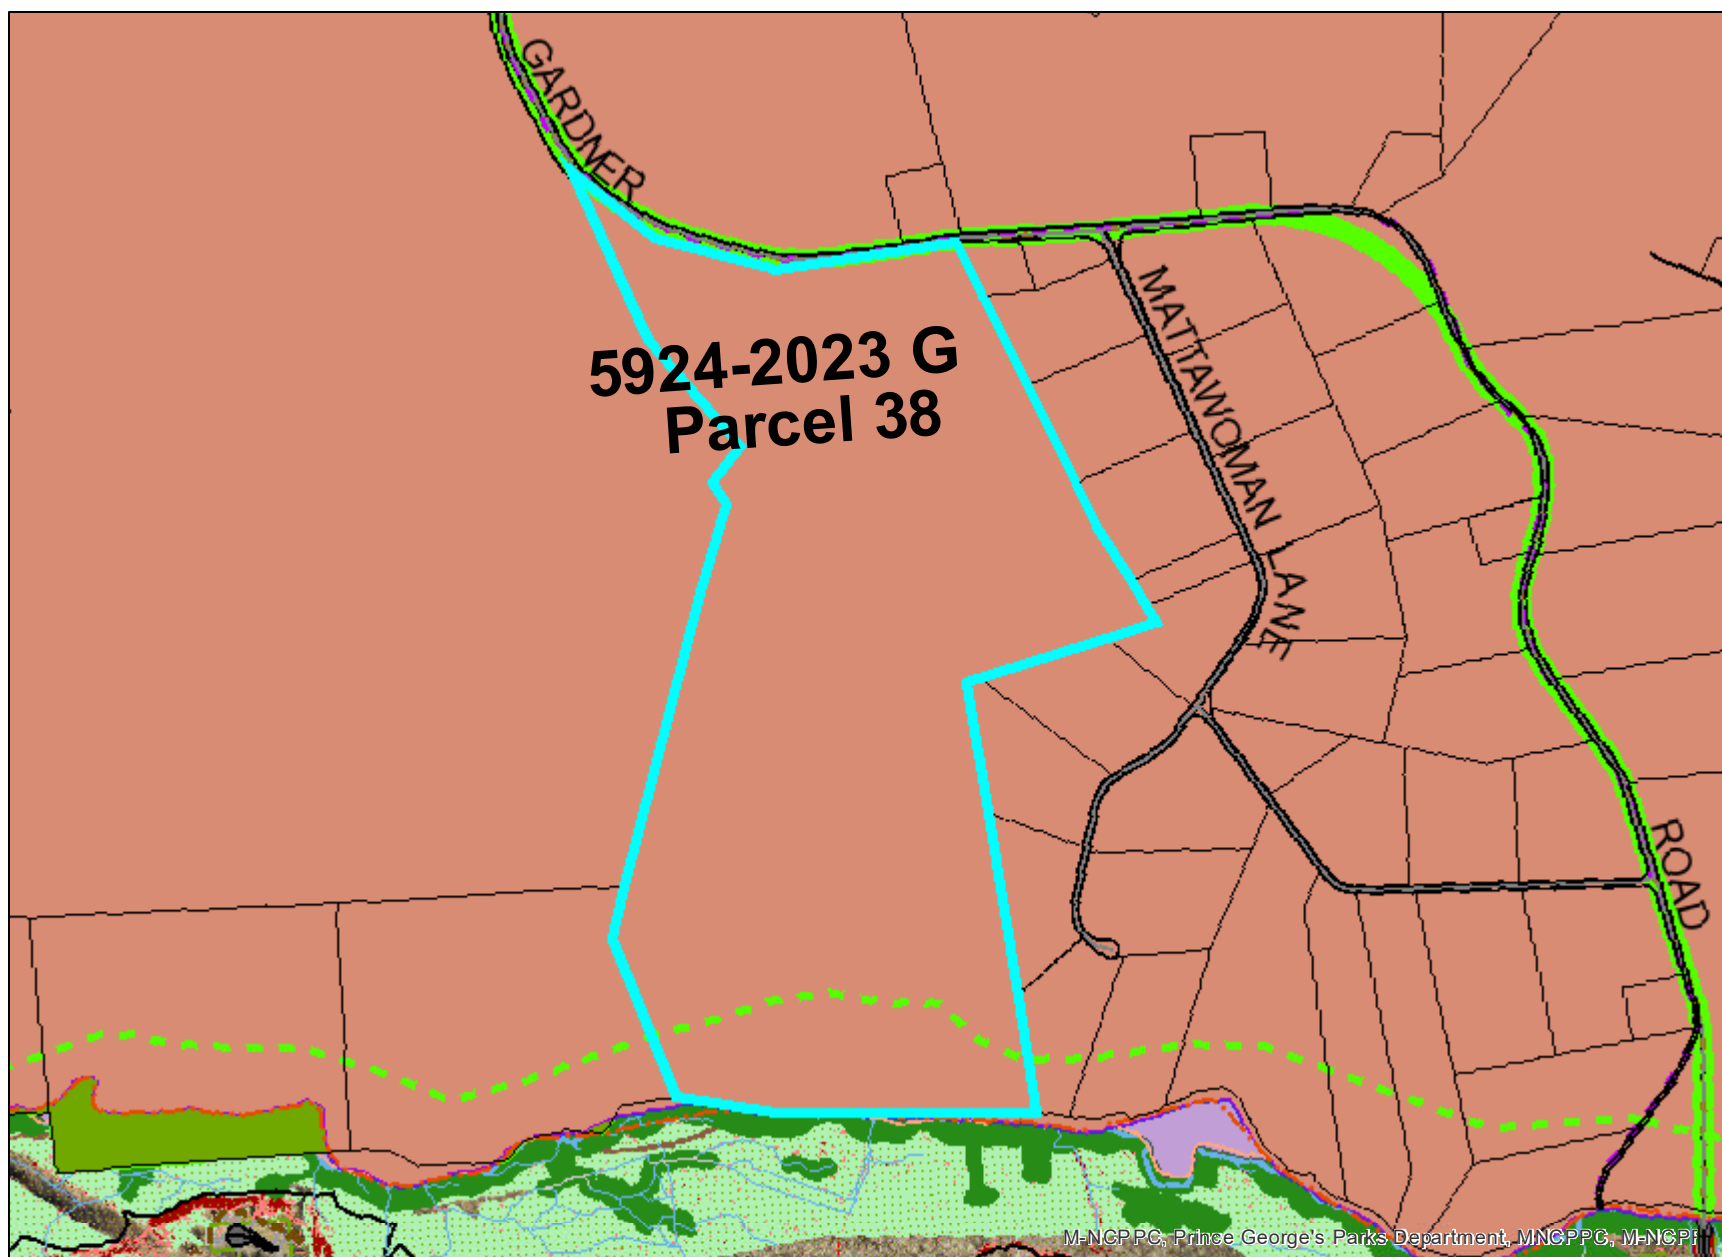 GARDNER
5924-2023 G
Parcel 38
MATTAWOMAN LANE
ROAD
M-NCPPC, Prince George's Parks Department, MNCPPC, M-NCPP